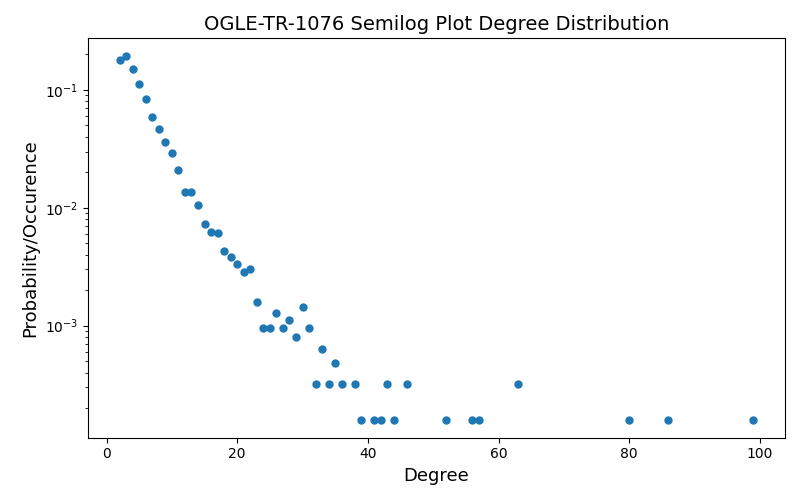 OGLE-TR-1076 Semilog Plot Degree Distribution
Probability/Occurence
10⁻¹
10⁻²
10⁻³
0 20 40 60 80 100
Degree